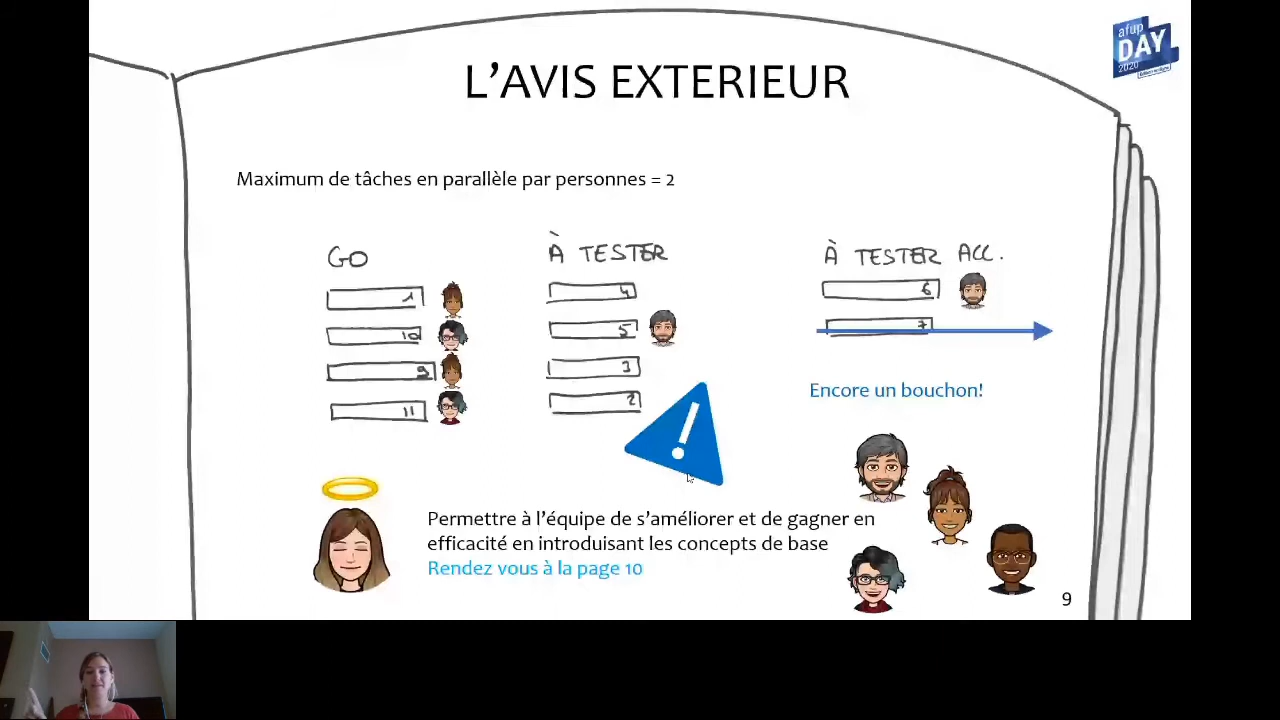 afup
DAY
2020
L'AVIS EXTERIEUR
Maximum de tâches en parallèle par personnes = 2
GO
À TESTER
À TESTER ACC.
1
4
6
10
5
7
9
3
11
2
Encore un bouchon!
Permettre à l'équipe de s'améliorer et de gagner en
efficacité en introduisant les concepts de base
Rendez vous à la page 10
9